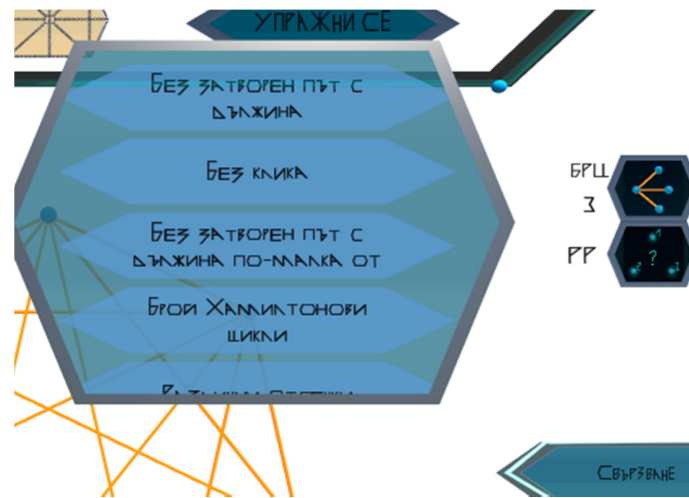 УПРАЖНИ СЕ
БЕЗ ЗАТВОРЕН ПЪТ С
ДЪЛЖИНА
БЕЗ КЛИКА
БЕЗ ЗАТВОРЕН ПЪТ С
ДЪЛЖИНА ПО-МАЛКА ОТ
БРОЙ ХАМИЛТОНОВИ
ЦИКЛИ
БРЦ
3
РР
?
СВЪРЗВАНЕ